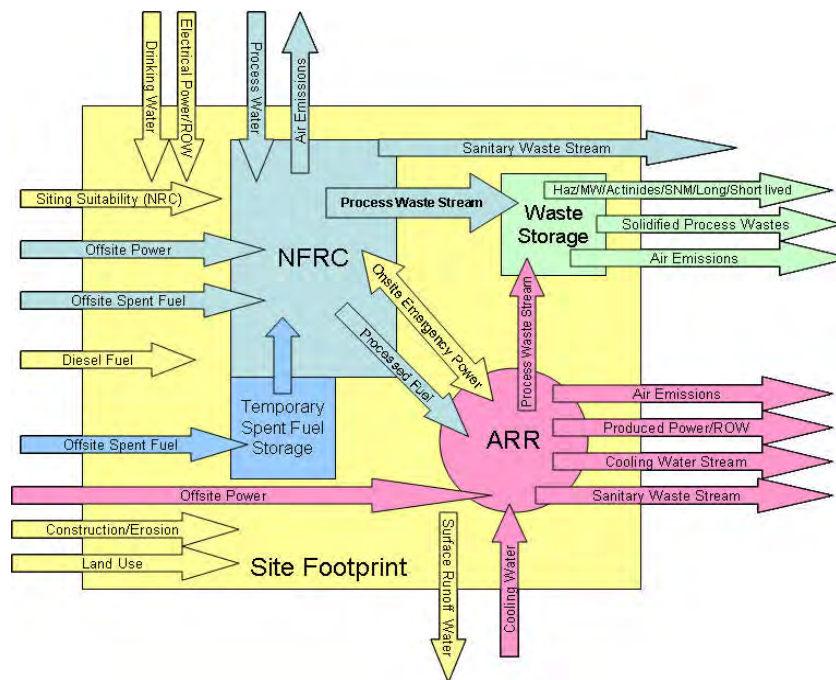 Drinking Water
Electrical Power/ROW
Process Water
Air Emissions
Sanitary Waste Stream
Siting Suitability (NRC)
Process Waste Stream
Haz/MW/Actinides/SNM/Long/Short lived
Waste
Storage
Solidified Process Wastes
Air Emissions
Offsite Power
NFRC
Offsite Spent Fuel
Onsite Emergency Power
Process Waste Stream
Diesel Fuel
Processed Fuel
Temporary
Spent Fuel
Storage
Offsite Spent Fuel
ARR
Air Emissions
Produced Power/ROW
Cooling Water Stream
Sanitary Waste Stream
Offsite Power
Construction/Erosion
Land Use
Site Footprint
Surface Runoff
Water
Cooling Water